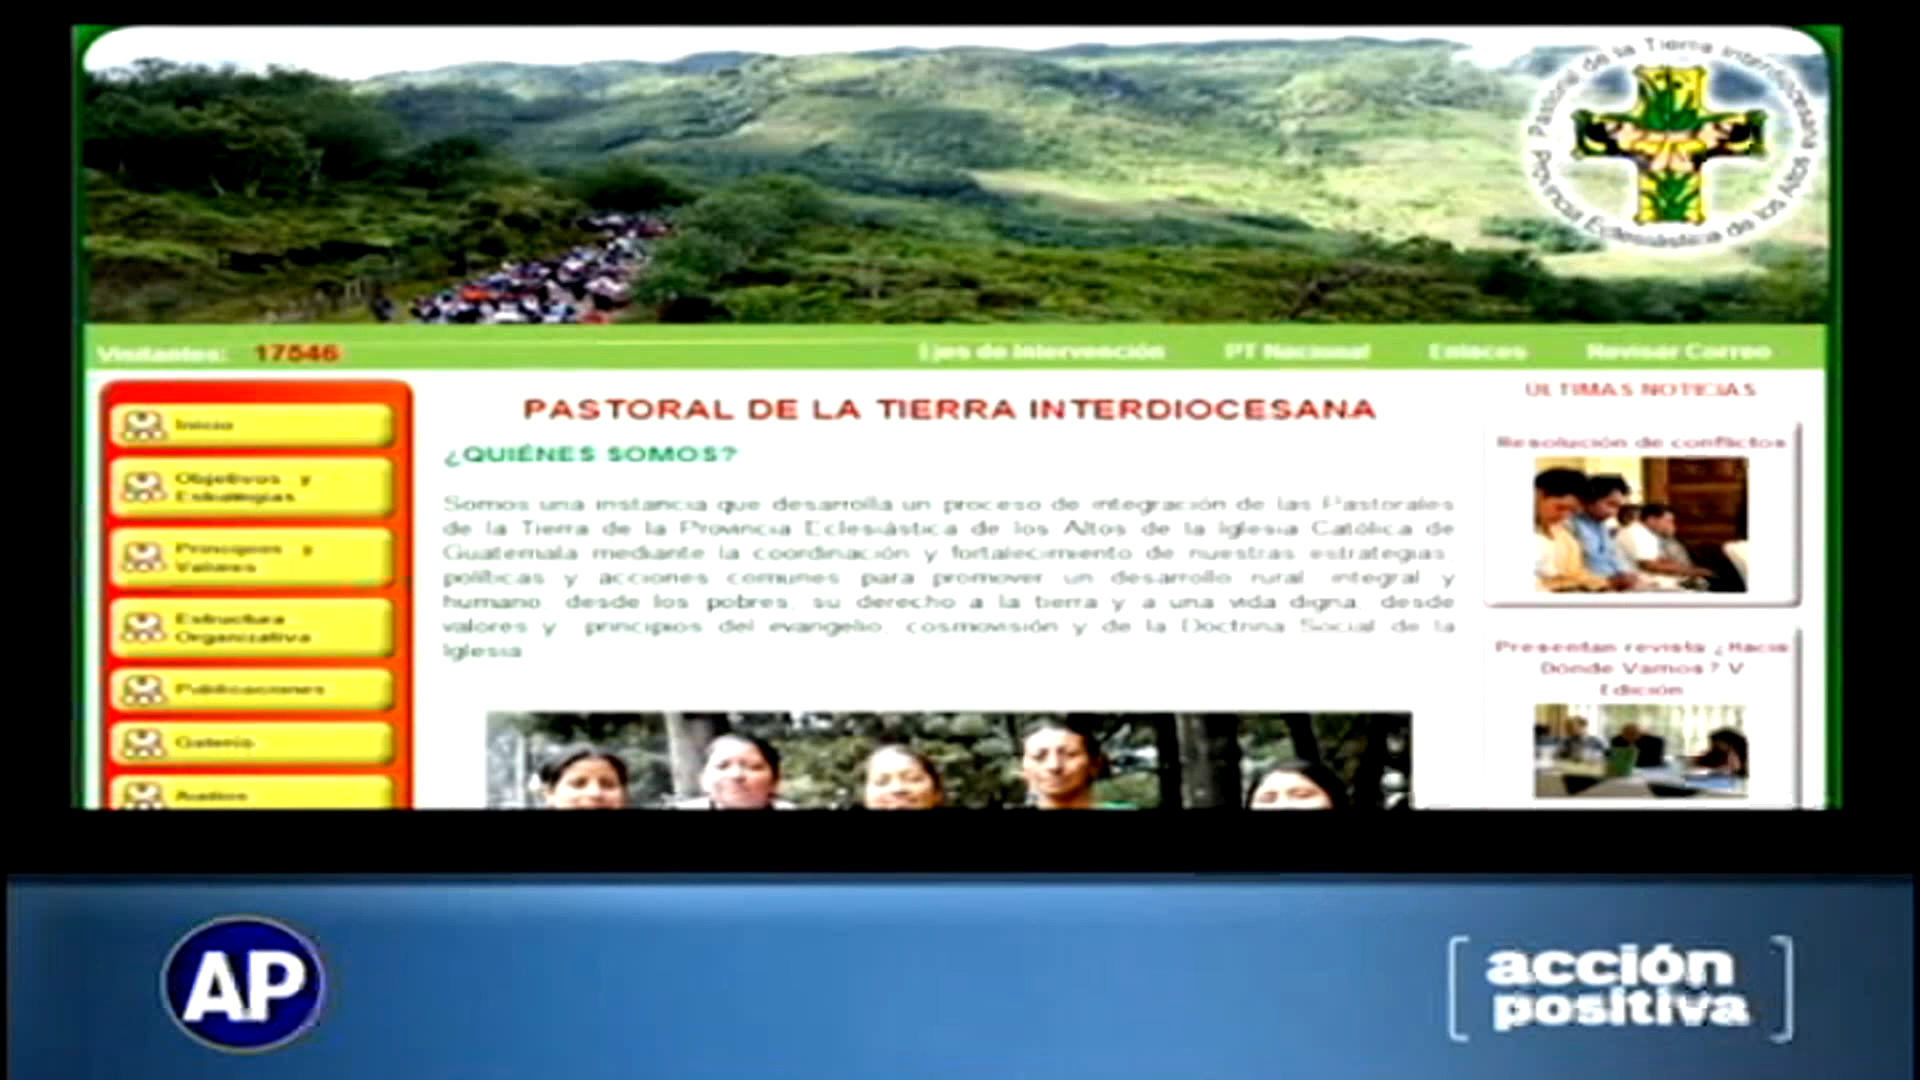 Pastoral de la Tierra Interdiocesana
Provincia Eclesiástica de los Altos
Visitantes: 17546
Ejes de Intervención PT Nacional Enlaces Revisar Correo
Inicio
Objetivos y
Estrategias
Principios y
Valores
Estructura
Organizativa
Publicaciones
Galería
Audios
PASTORAL DE LA TIERRA INTERDIOCESANA
¿QUIÉNES SOMOS?
Somos una instancia que desarrolla un proceso de integración de las Pastorales
de la Tierra de la Provincia Eclesiástica de los Altos de la Iglesia Católica de
Guatemala mediante la coordinación y fortalecimiento de nuestras estrategias,
políticas y acciones comunes para promover un desarrollo rural integral y
humano, desde los pobres, su derecho a la tierra y a una vida digna, desde
valores y principios del evangelio, cosmovisión y de la Doctrina Social de la
Iglesia
ÚLTIMAS NOTICIAS
Resolución de conflictos
Presentan revista ¿Hacia
Dónde Vamos? V
Edición
AP
[acción
positiva]